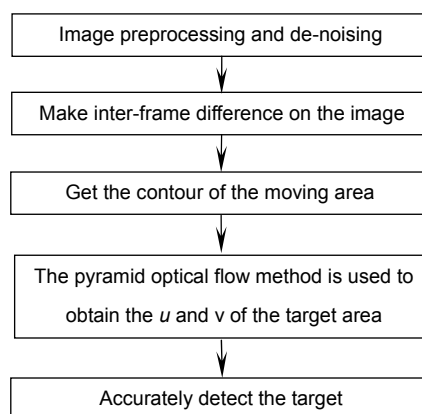 Image preprocessing and de-noising
Make inter-frame difference on the image
Get the contour of the moving area
The pyramid optical flow method is used to
obtain the u and v of the target area
Accurately detect the target